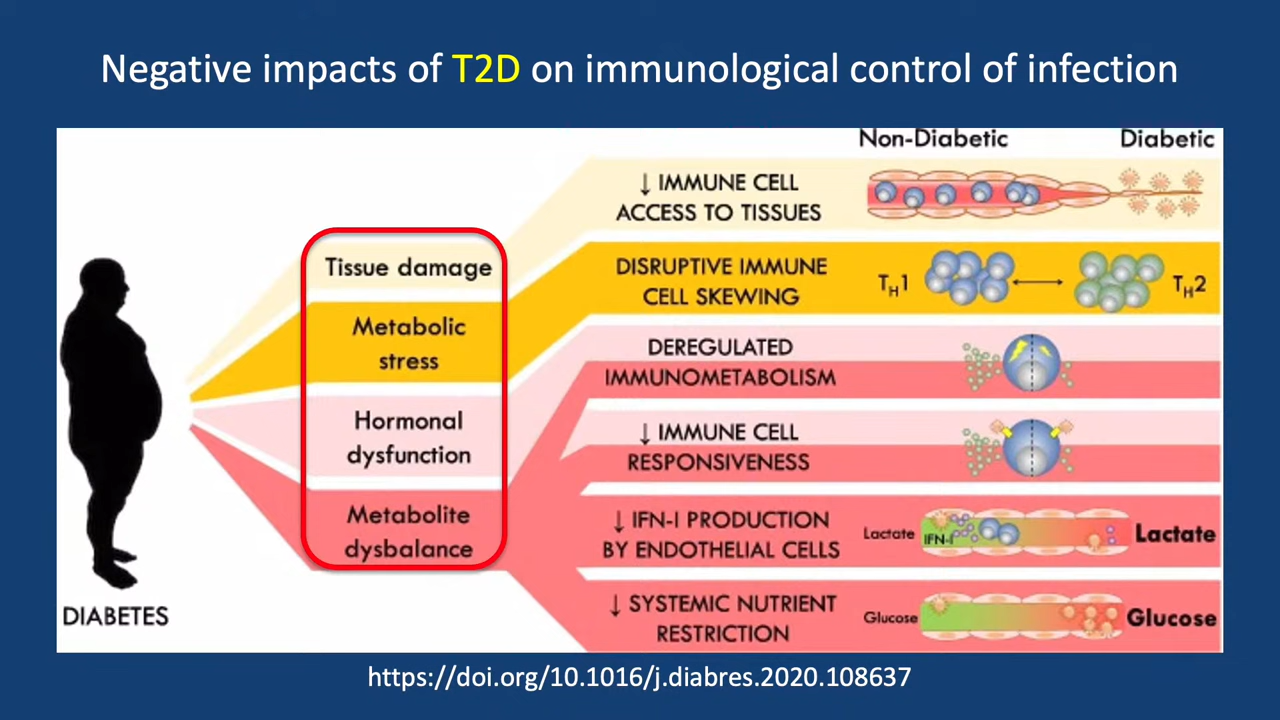 Negative impacts of T2D on immunological control of infection
Non-Diabetic
Diabetic
↓ IMMUNE CELL
ACCESS TO TISSUES
Tissue damage
DISRUPTIVE IMMUNE
CELL SKEWING
TH1
TH2
Metabolic
stress
DEREGULATED
IMMUNOMETABOLISM
Hormonal
dysfunction
↓ IMMUNE CELL
RESPONSIVENESS
Metabolite
dysbalance
↓ IFN-I PRODUCTION
BY ENDOTHELIAL CELLS
Lactate
IFN-I
Lactate
↓ SYSTEMIC NUTRIENT
RESTRICTION
Glucose
Glucose
DIABETES
https://doi.org/10.1016/j.diabres.2020.108637